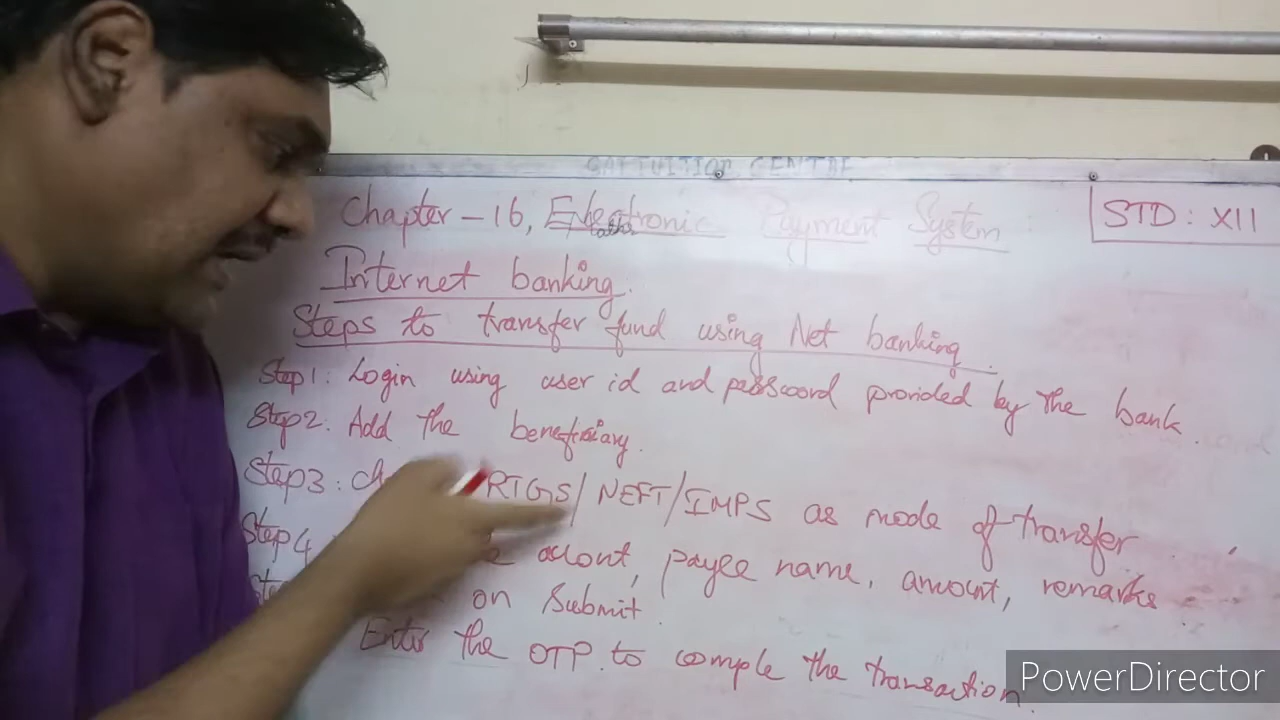 Chapter - 16, Electronic Payment System
STD: XII
Internet banking.
Steps to transfer fund using Net banking.
Step1: Login using user id and password provided by the bank.
Step2: Add the beneficiary.
Step3: RTGS/ NEFT/IMPS as mode of transfer
Step4 payee name, amount, remarks
on Submit.
Enter the OTP. to comple the transaction.
PowerDirector